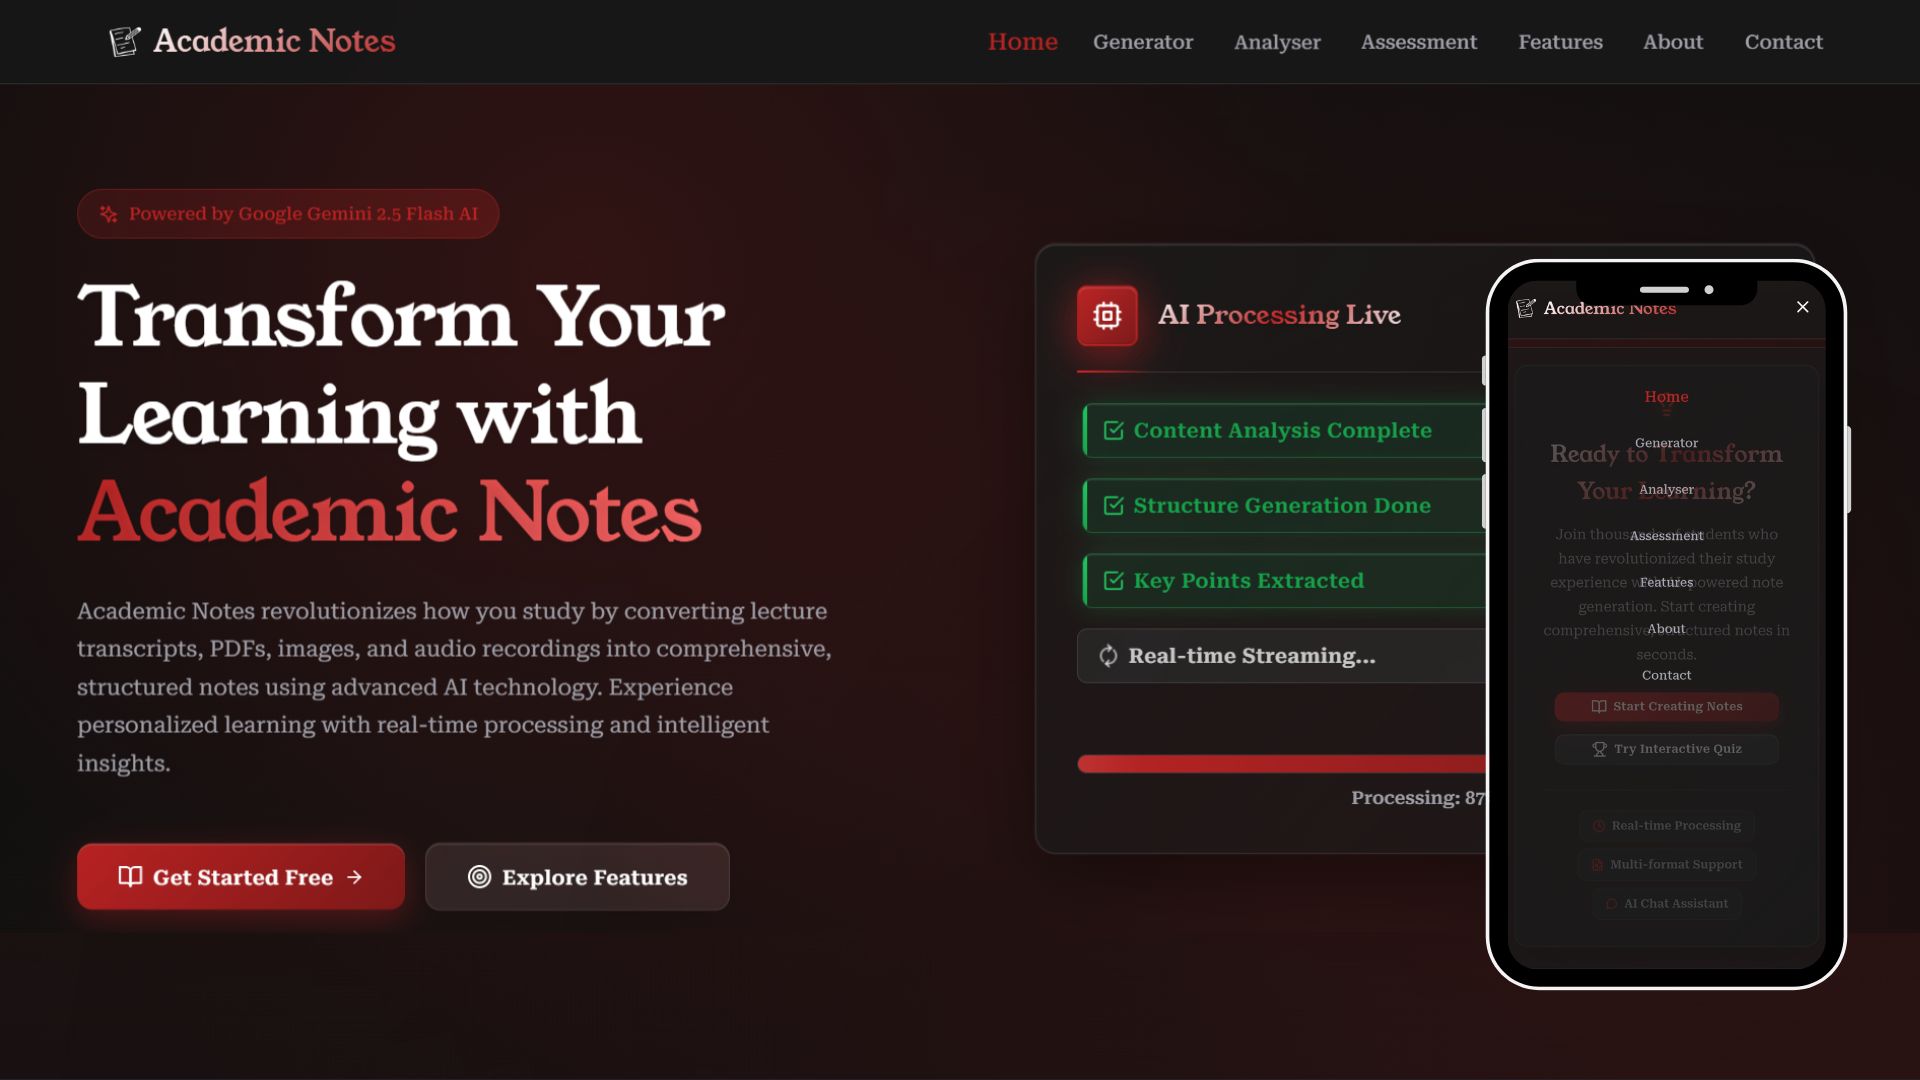 Academic Notes
Home Generator Analyser Assessment Features About Contact
Powered by Google Gemini 2.5 Flash AI
Transform Your
Learning with
Academic Notes
Academic Notes revolutionizes how you study by converting lecture
transcripts, PDFs, images, and audio recordings into comprehensive,
structured notes using advanced AI technology. Experience
personalized learning with real-time processing and intelligent
insights.
Get Started Free
Explore Features
AI Processing Live
Content Analysis Complete
Structure Generation Done
Key Points Extracted
Real-time Streaming...
Processing: 87
Academic Notes
Home
Generator
Ready to Transform
Analyser
Your Learning?
Join thousands of students who
Assessment
have revolutionized their study
Features
experience with AI-powered note
generation. Start creating
About
comprehensive, structured notes in
seconds.
Contact
Start Creating Notes
Try Interactive Quiz
Real-time Processing
Multi-format Support
AI Chat Assistant